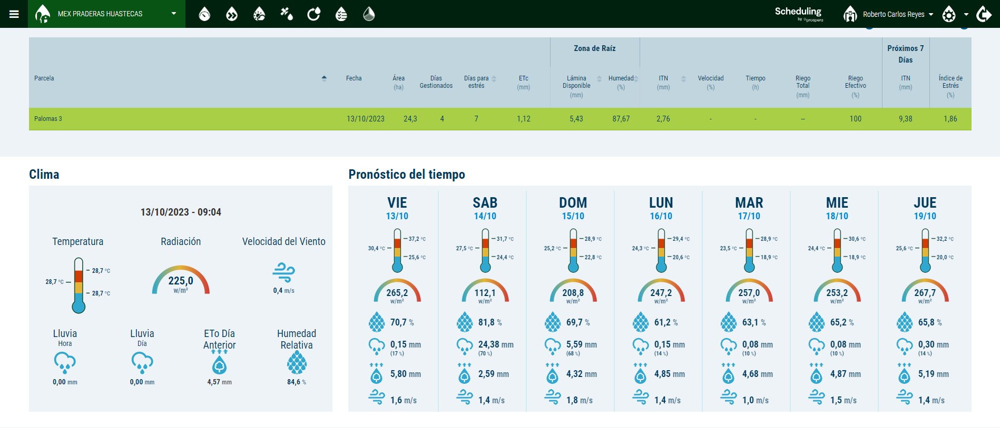 MEX PRADERAS HUASTECAS
Scheduling
by prospera
Roberto Carlos Reyes
Zona de Raíz
Próximos 7 Días
Parcela
Fecha
Área (ha)
Días Gestionados
Días para estrés
ETc (mm)
Lámina Disponible (mm)
Humedad (%)
ITN (mm)
Velocidad (%)
Tiempo (h)
Riego Total (mm)
Riego Efectivo (%)
ITN (mm)
Índice de Estrés (%)
Palomas 3 13/10/2023 24,3 4 7 1,12 5,43 87,67 2,76 - - -- 100 9,38 1,86
Clima
13/10/2023 - 09:04
Temperatura
28,7 °C
28,7 °C
28,7 °C
Radiación
225,0
w/m²
Velocidad del Viento
0,4 m/s
Lluvia
Hora
0,00 mm
Lluvia
Día
0,00 mm
ETo Día
Anterior
4,57 mm
Humedad
Relativa
84,6 %
Pronóstico del tiempo
VIE
13/10
37,2 °C
30,4 °C
25,6 °C
265,2
w/m²
70,7 %
0,15 mm
(17 %)
5,80 mm
1,6 m/s
SAB
14/10
31,7 °C
27,5 °C
24,4 °C
112,1
w/m²
81,8 %
24,38 mm
(70 %)
2,59 mm
1,4 m/s
DOM
15/10
28,9 °C
25,2 °C
22,8 °C
208,8
w/m²
69,7 %
5,59 mm
(68 %)
4,32 mm
1,8 m/s
LUN
16/10
29,4 °C
24,3 °C
20,6 °C
247,2
w/m²
61,2 %
0,15 mm
(14 %)
4,85 mm
1,4 m/s
MAR
17/10
28,9 °C
23,5 °C
18,9 °C
257,0
w/m²
63,1 %
0,08 mm
(10 %)
4,68 mm
1,0 m/s
MIE
18/10
30,6 °C
24,4 °C
18,9 °C
253,2
w/m²
65,2 %
0,08 mm
(10 %)
4,87 mm
1,5 m/s
JUE
19/10
32,2 °C
25,6 °C
20,0 °C
267,7
w/m²
65,8 %
0,30 mm
(14 %)
5,19 mm
1,4 m/s